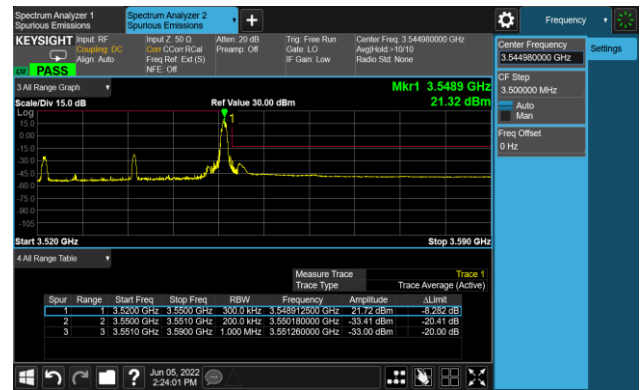 Spectrum Analyzer 1
Spurious Emissions
Spectrum Analyzer 2
Spurious Emissions
Frequency
KEYSIGHT
Input: RF
Coupling: DC
Align: Auto
Input Z: 50 Ω
Corr CCorr RCal
Freq Ref: Ext (S)
NFE: Off
Atten: 20 dB
Preamp: Off
Trig: Free Run
Gate: LO
IF Gain: Low
Center Freq: 3.544980000 GHz
Avg|Hold:>10/10
Radio Std: None
PASS
Center Frequency
3.544980000 GHz
Settings
CF Step
3.500000 MHz
Auto
Man
Freq Offset
0 Hz
3 All Range Graph
Mkr1 3.5489 GHz
21.32 dBm
Scale/Div 15.0 dB
Ref Value 30.00 dBm
Log
1
15.0
0.00
-15.0
-30.0
-45.0
-60.0
-75.0
-90.0
-105
Start 3.520 GHz
Stop 3.590 GHz
4 All Range Table
Measure Trace Trace 1
Trace Type Trace Average (Active)
Spur Range Start Freq Stop Freq RBW Frequency Amplitude ΔLimit
1 1 3.5200 GHz 3.5500 GHz 300.0 kHz 3.548912500 GHz 21.72 dBm -8.282 dB
2 2 3.5500 GHz 3.5510 GHz 200.0 kHz 3.550180000 GHz -33.41 dBm -20.41 dB
3 3 3.5510 GHz 3.5900 GHz 1.000 MHz 3.551260000 GHz -33.00 dBm -20.00 dB
Jun 05, 2022
2:24:01 PM